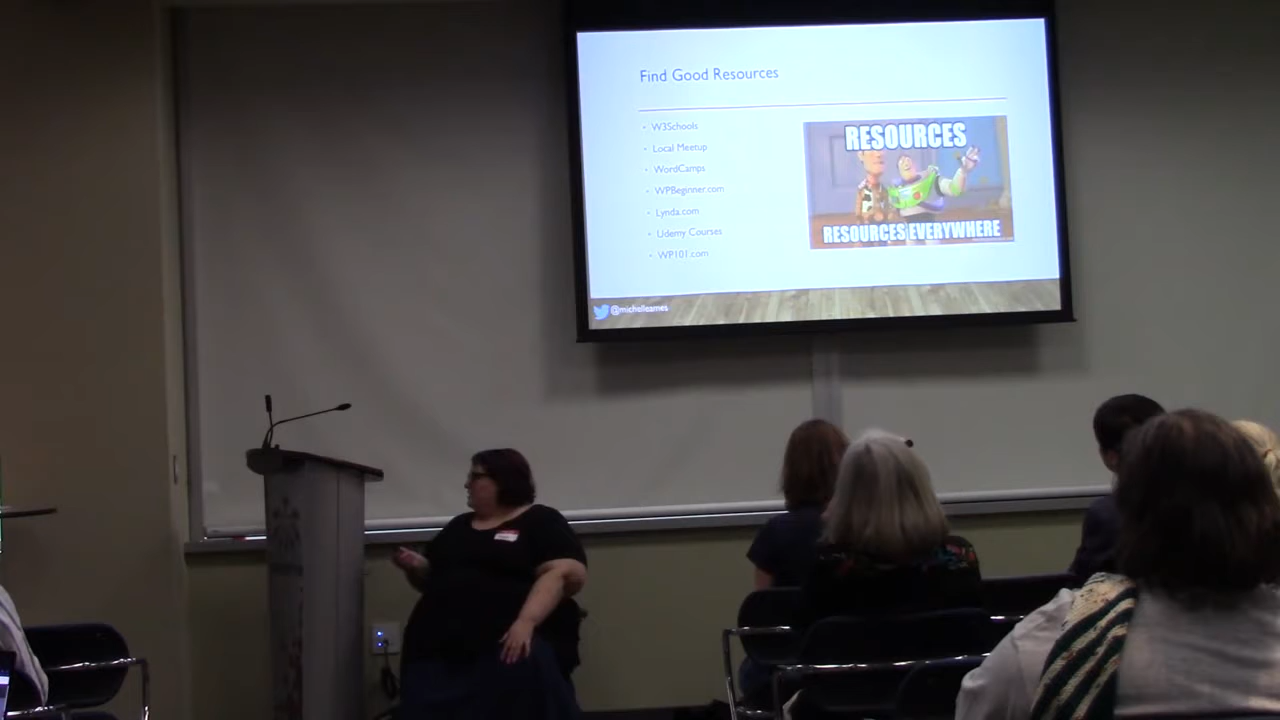 Find Good Resources
• W3Schools
• Local Meetup
• WordCamps
• WPBeginner.com
• Lynda.com
• Udemy Courses
• WP101.com
RESOURCES
RESOURCES EVERYWHERE
@michelleames